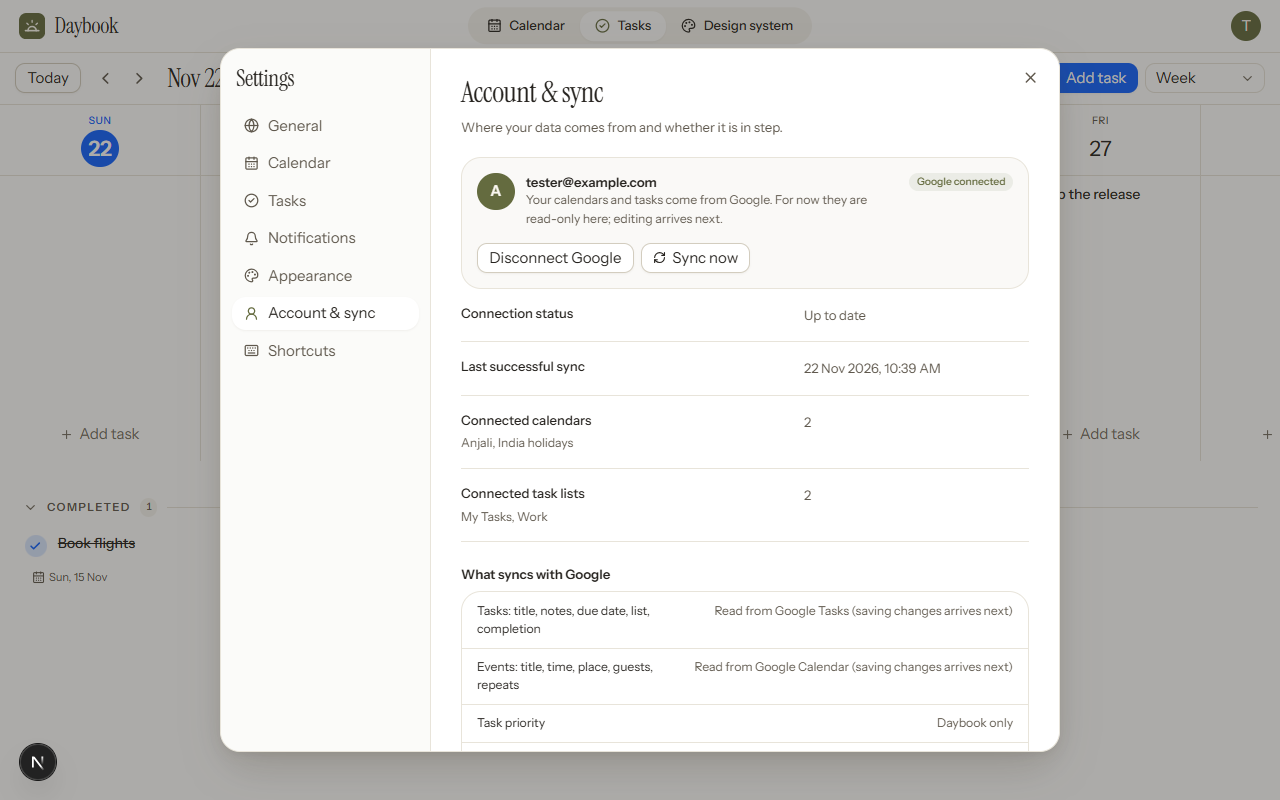 Daybook
Calendar
Tasks
Design system
T
Today
Nov 22
Add task
Week
SUN
22
FRI
27
the release
Add task
Add task
COMPLETED 1
Book flights
Sun, 15 Nov
N
Settings
General
Calendar
Tasks
Notifications
Appearance
Account & sync
Shortcuts
Account & sync
Where your data comes from and whether it is in step.
A
tester@example.com
Google connected
Your calendars and tasks come from Google. For now they are
read-only here; editing arrives next.
Disconnect Google
Sync now
Connection status
Up to date
Last successful sync
22 Nov 2026, 10:39 AM
Connected calendars
2
Anjali, India holidays
Connected task lists
2
My Tasks, Work
What syncs with Google
Tasks: title, notes, due date, list,
completion
Read from Google Tasks (saving changes arrives next)
Events: title, time, place, guests,
repeats
Read from Google Calendar (saving changes arrives next)
Task priority
Daybook only